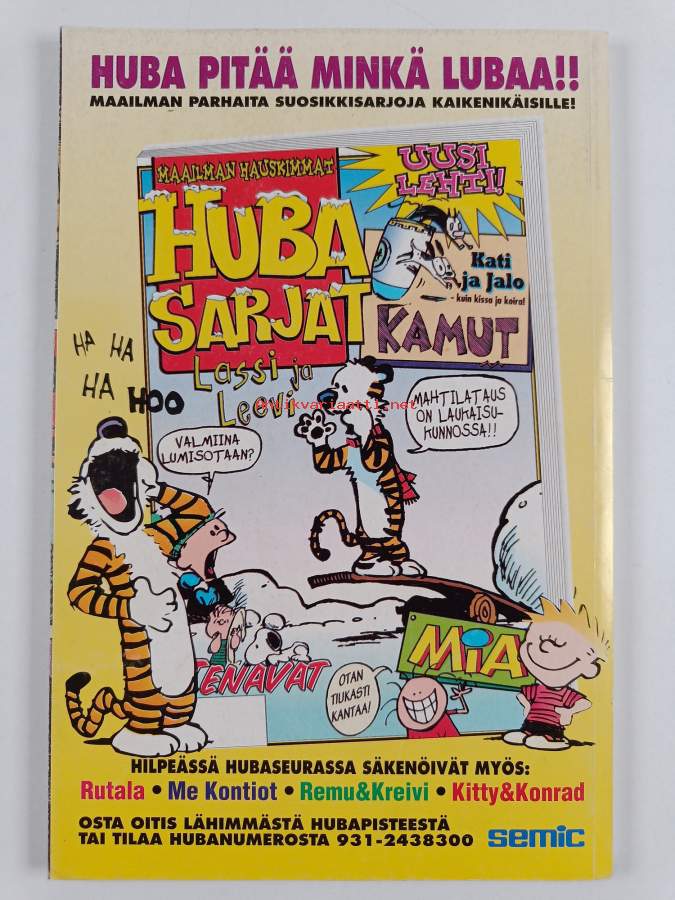 HUBA PITÄÄ MINKÄ LUBAA!!
MAAILMAN PARHAITA SUOSIKKISARJOJA KAIKENIKÄISILLE!
MAAILMAN HAUSKIMMAT
HUBA
SARJAT
UUSI
LEHTI!
Kati
ja Jalo
- kuin kissa ja koira!
KAMUT
Lassi ja
Leevi
antikvariaatti.net
HA HA
HA HOO
VALMIINA
LUMISOTAAN?
MAHTILATAUS
ON LAUKAISU-
KUNNOSSA!!
TENAVAT
OTAN
TIUKASTI
KANTAA!
MiA
HILPEÄSSÄ HUBASEURASSA SÄKENÖIVÄT MYÖS:
Rutala • Me Kontiot • Remu&Kreivi • Kitty&Konrad
OSTA OITIS LÄHIMMÄSTÄ HUBAPISTEESTÄ
TAI TILAA HUBANUMEROSTA 931-2438300
semic